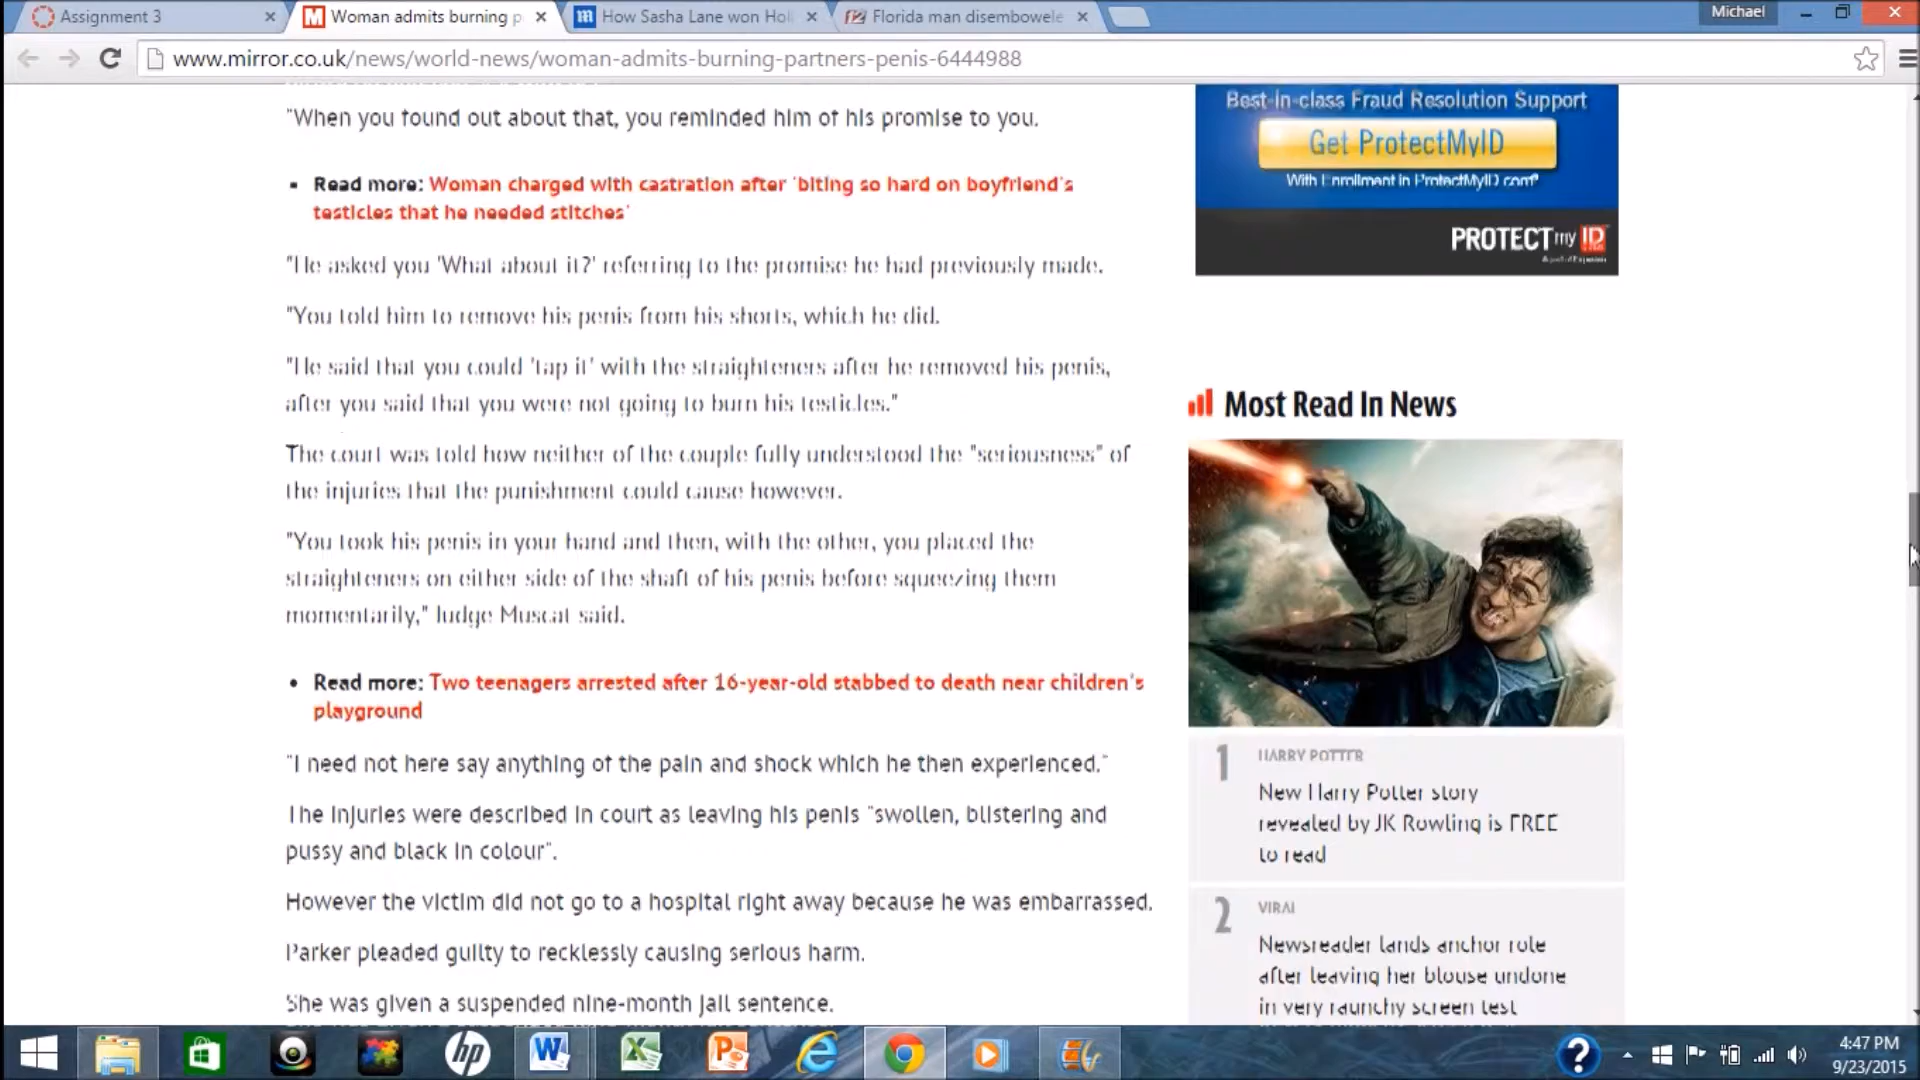 Assignment 3
Woman admits burning p
How Sasha Lane won Hol
Florida man disembowele
Michael
www.mirror.co.uk/news/world-news/woman-admits-burning-partners-penis-6444988
"When you found out about that, you reminded him of his promise to you.
Read more: Woman charged with castration after 'biting so hard on boyfriend's
testicles that he needed stitches'
"He asked you 'What about it?' referring to the promise he had previously made.
"You told him to remove his penis from his shorts, which he did.
"He said that you could 'tap it' with the straighteners after he removed his penis,
after you said that you were not going to burn his testicles."
The court was told how neither of the couple fully understood the "seriousness" of
the injuries that the punishment could cause however.
"You took his penis in your hand and then, with the other, you placed the
straighteners on either side of the shaft of his penis before squeezing them
momentarily," Judge Muscat said.
Read more: Two teenagers arrested after 16-year-old stabbed to death near children's
playground
"I need not here say anything of the pain and shock which he then experienced."
The injuries were described in court as leaving his penis "swollen, blistering and
pussy and black in colour".
However the victim did not go to a hospital right away because he was embarrassed.
Parker pleaded guilty to recklessly causing serious harm.
She was given a suspended nine-month jail sentence.
Best-in-class Fraud Resolution Support
Get ProtectMyID
With Enrollment in ProtectMyID.com®
PROTECT my ID
Most Read In News
1
HARRY POTTER
New Harry Potter story
revealed by JK Rowling is FREE
to read
2
VIRAL
Newsreader lands anchor role
after leaving her blouse undone
in very raunchy screen test
4:47 PM
9/23/2015